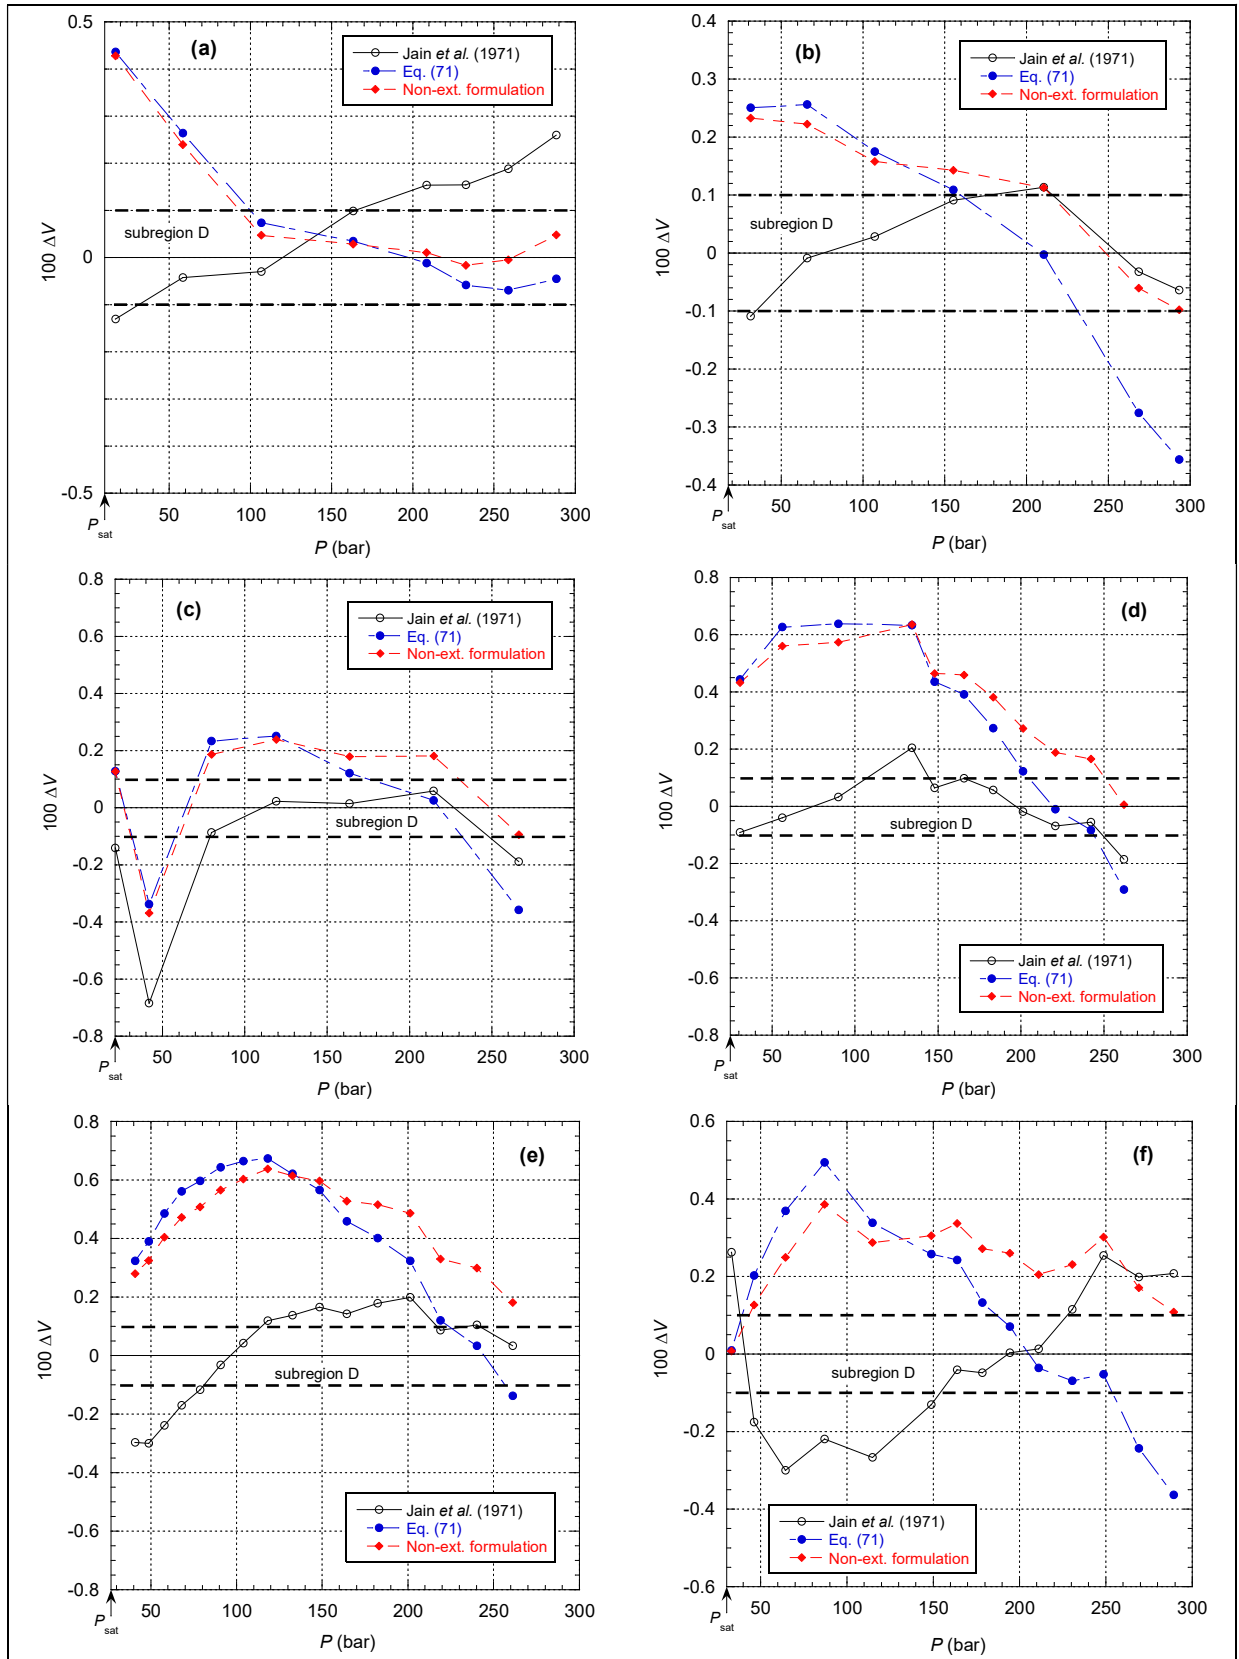 (a)
Jain et al. (1971)
Eq. (71)
Non-ext. formulation
subregion D
100 ΔV
0.5
0
-0.5
50 100 150 200 250 300
P sat
P (bar)
(b)
Jain et al. (1971)
Eq. (71)
Non-ext. formulation
subregion D
100 ΔV
0.4
0.3
0.2
0.1
0
-0.1
-0.2
-0.3
-0.4
50 100 150 200 250 300
P sat
P (bar)
(c)
Jain et al. (1971)
Eq. (71)
Non-ext. formulation
subregion D
100 ΔV
0.8
0.6
0.4
0.2
0
-0.2
-0.4
-0.6
-0.8
50 100 150 200 250 300
P sat
P (bar)
(d)
subregion D
Jain et al. (1971)
Eq. (71)
Non-ext. formulation
100 ΔV
0.8
0.6
0.4
0.2
0
-0.2
-0.4
-0.6
-0.8
50 100 150 200 250 300
P sat
P (bar)
(e)
subregion D
Jain et al. (1971)
Eq. (71)
Non-ext. formulation
100 ΔV
0.8
0.6
0.4
0.2
0
-0.2
-0.4
-0.6
-0.8
50 100 150 200 250 300
P sat
P (bar)
(f)
subregion D
Jain et al. (1971)
Eq. (71)
Non-ext. formulation
100 ΔV
0.6
0.4
0.2
0
-0.2
-0.4
-0.6
50 100 150 200 250 300
P sat
P (bar)